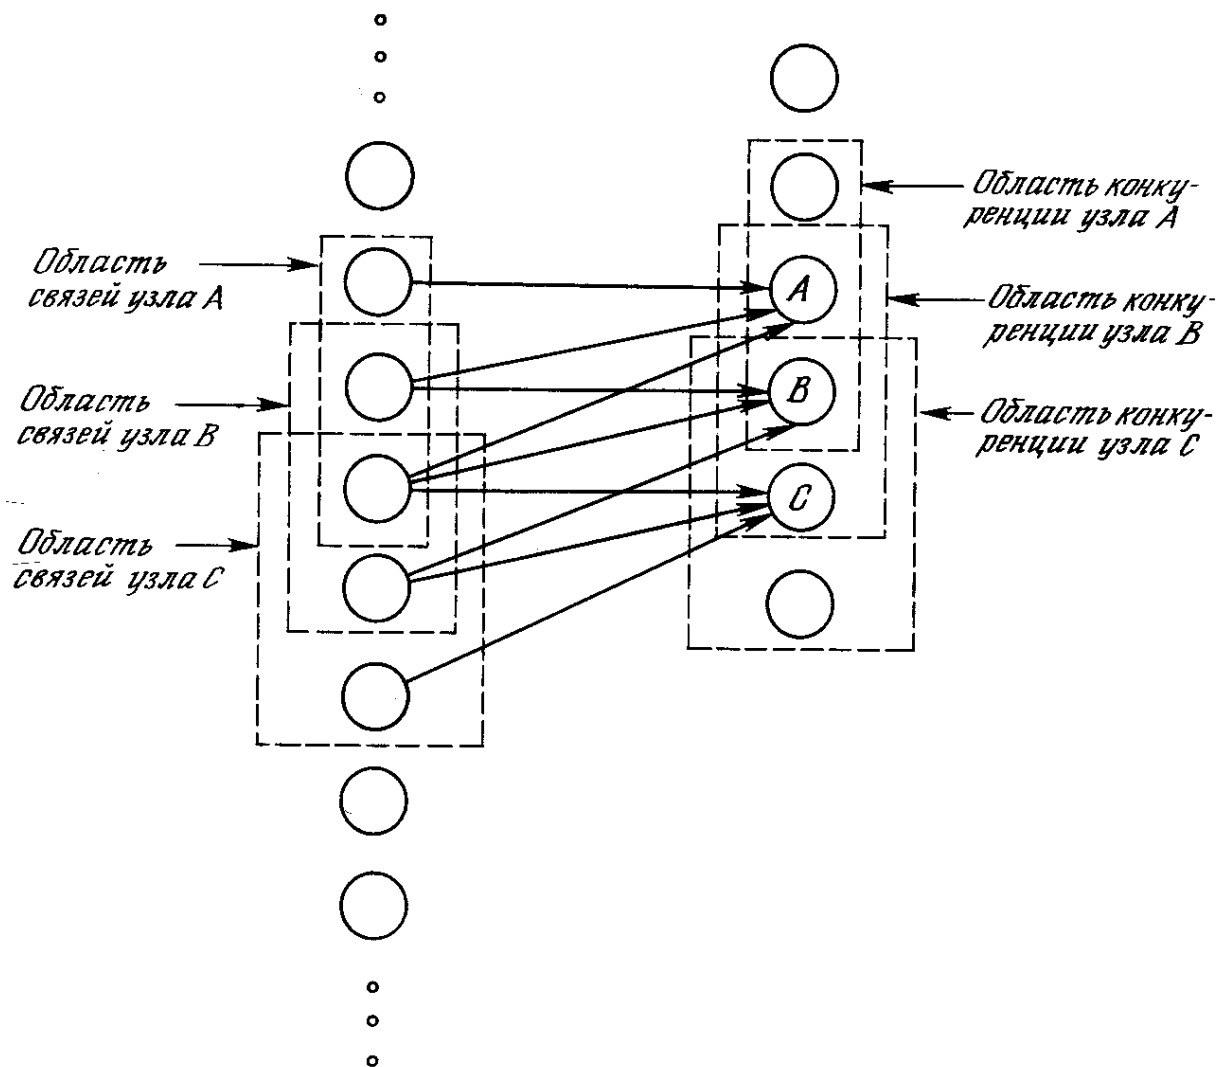 Область
связей узла А
Область
связей узла В
Область
связей узла С
А
В
С
Область конку-
ренции узла А
Область конку-
ренции узла В
Область конку-
ренции узла С